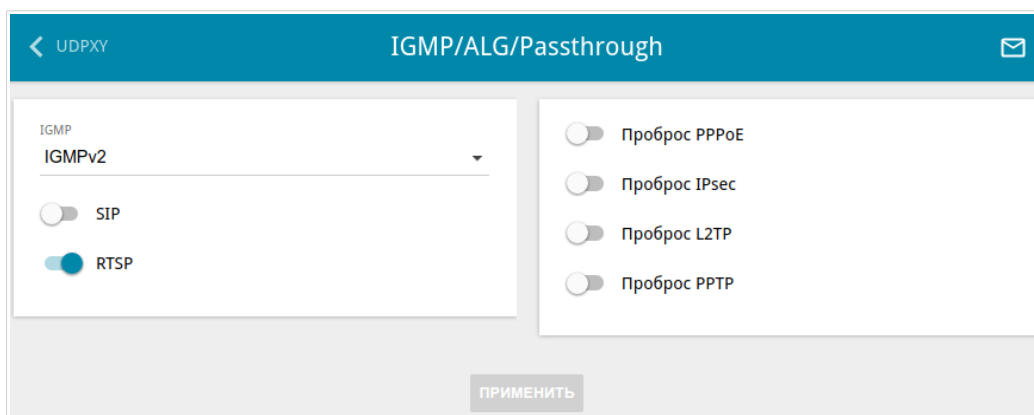 UDPXY
IGMP/ALG/Passthrough
IGMP
IGMPv2
SIP
RTSP
Проброс PPPoE
Проброс IPsec
Проброс L2TP
Проброс PPTP
ПРИМЕНИТЬ